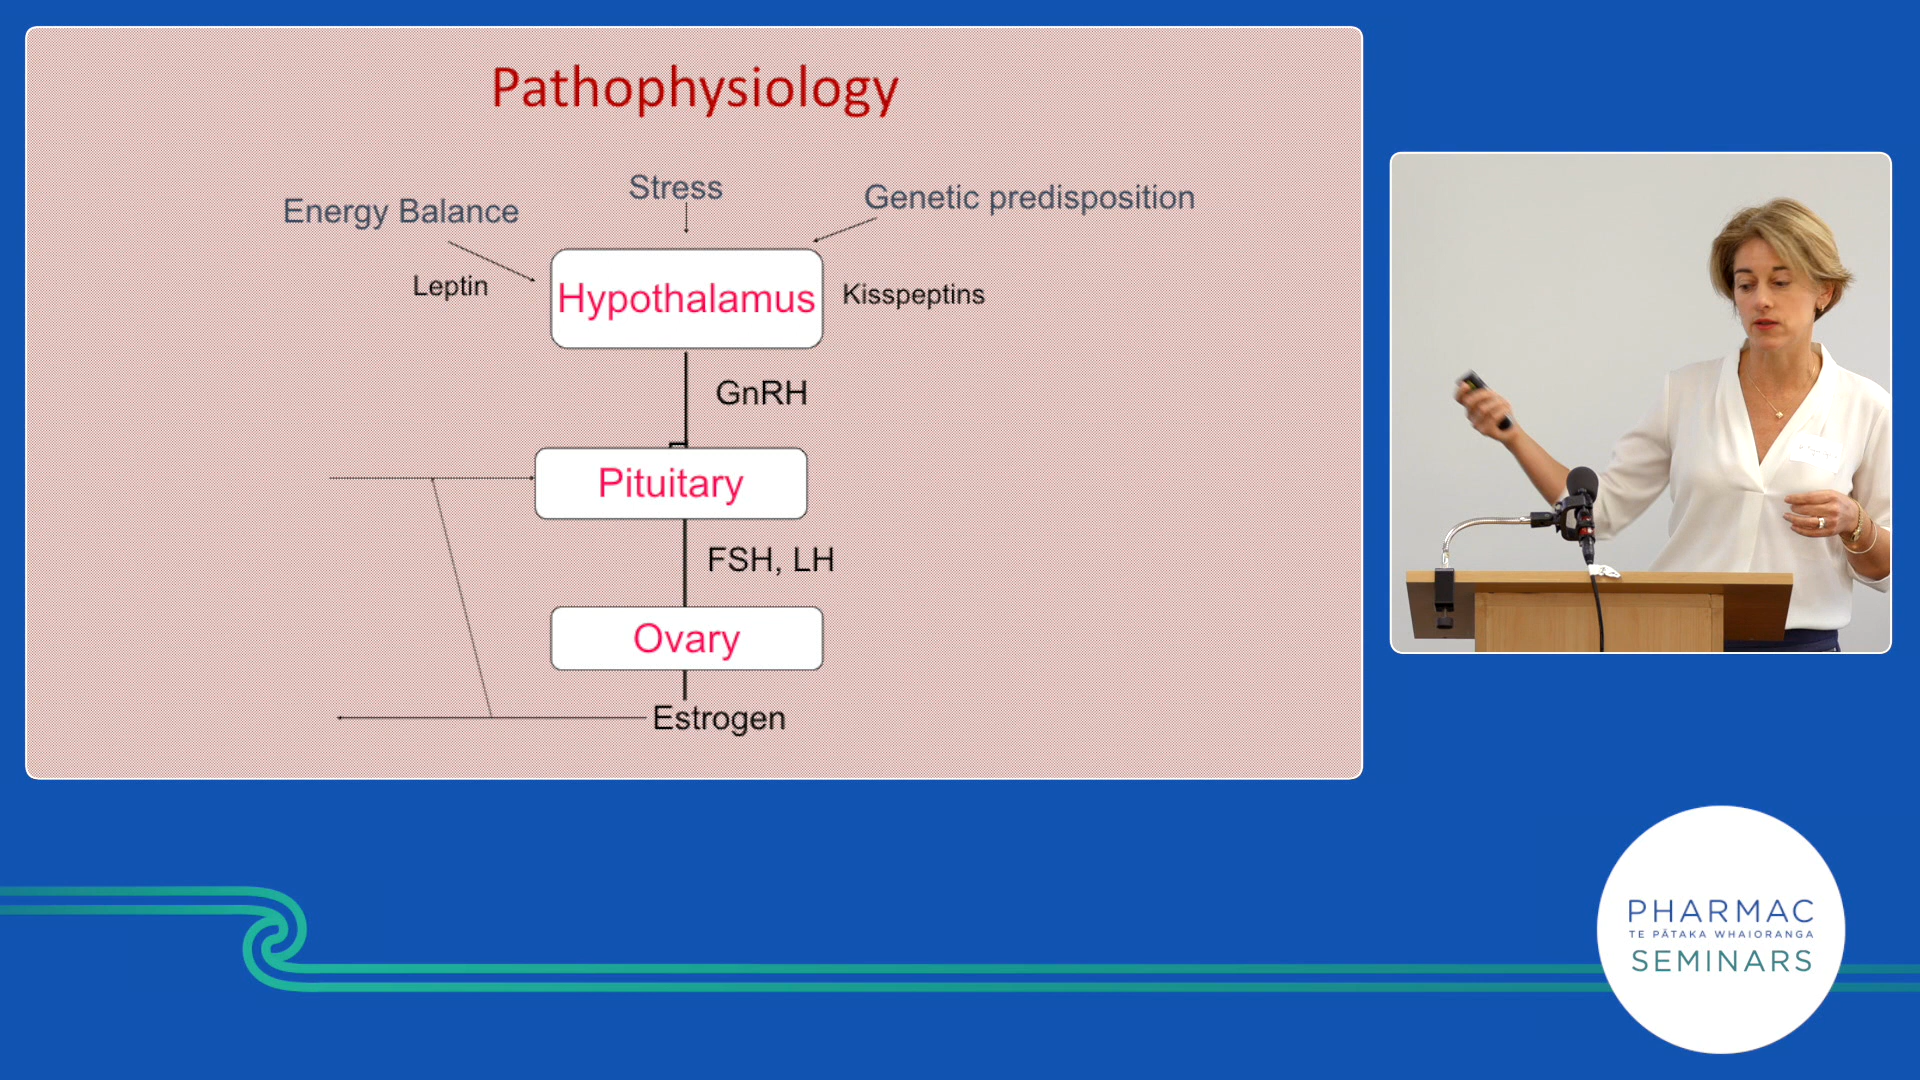 Pathophysiology
Stress
Energy Balance
Genetic predisposition
Leptin
Hypothalamus
Kisspeptins
GnRH
Pituitary
FSH, LH
Ovary
Estrogen
PHARMAC
TE PĀTAKA WHAIORANGA
SEMINARS